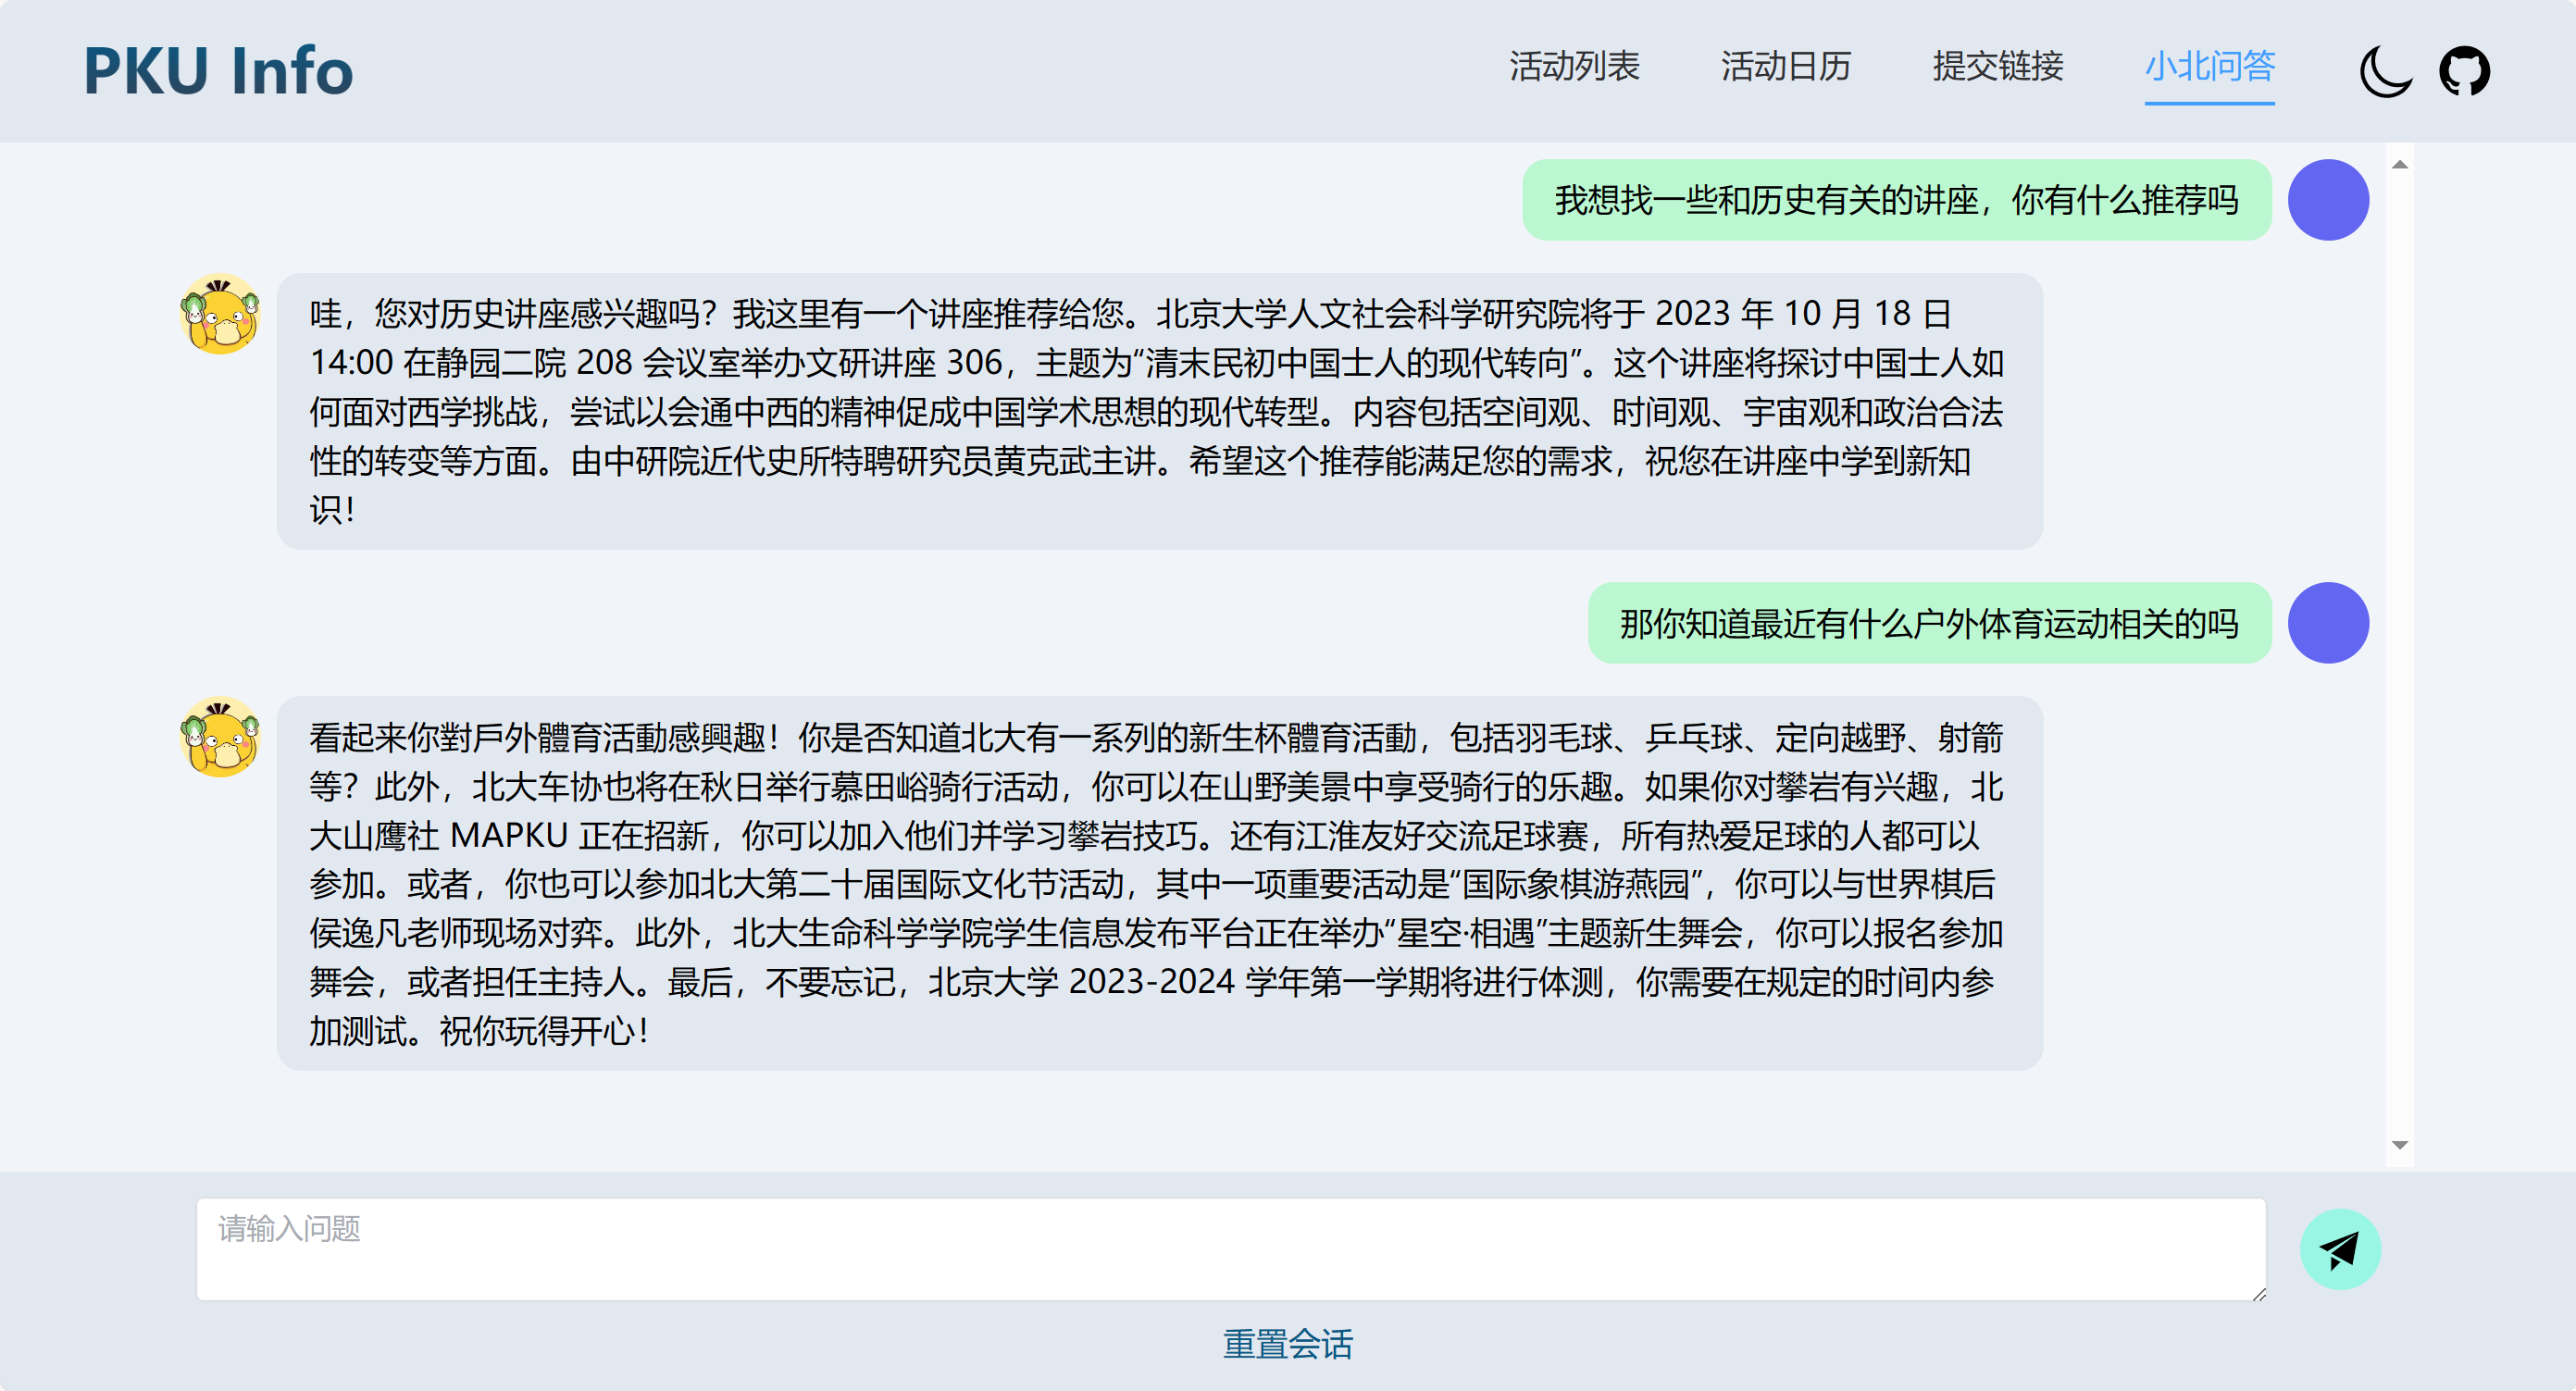 PKU Info
活动列表
活动日历
提交链接
小北问答
我想找一些和历史有关的讲座，你有什么推荐吗
哇，您对历史讲座感兴趣吗？我这里有一个讲座推荐给您。北京大学人文社会科学研究院将于 2023 年 10 月 18 日
14:00 在静园二院 208 会议室举办文研讲座 306，主题为“清末民初中国士人的现代转向”。这个讲座将探讨中国士人如
何面对西学挑战，尝试以会通中西的精神促成中国学术思想的现代转型。内容包括空间观、时间观、宇宙观和政治合法
性的转变等方面。由中研院近代史所特聘研究员黄克武主讲。希望这个推荐能满足您的需求，祝您在讲座中学到新知
识！
那你知道最近有什么户外体育运动相关的吗
看起来你對戶外體育活動感興趣！你是否知道北大有一系列的新生杯體育活動，包括羽毛球、乒乓球、定向越野、射箭
等？此外，北大车协也将在秋日举行慕田峪骑行活动，你可以在山野美景中享受骑行的乐趣。如果你对攀岩有兴趣，北
大山鹰社 MAPKU 正在招新，你可以加入他们并学习攀岩技巧。还有江淮友好交流足球赛，所有热爱足球的人都可以
参加。或者，你也可以参加北大第二十届国际文化节活动，其中一项重要活动是“国际象棋游燕园”，你可以与世界棋后
侯逸凡老师现场对弈。此外，北大生命科学学院学生信息发布平台正在举办“星空·相遇”主题新生舞会，你可以报名参加
舞会，或者担任主持人。最后，不要忘记，北京大学 2023-2024 学年第一学期将进行体测，你需要在规定的时间内参
加测试。祝你玩得开心！
请输入问题
重置会话